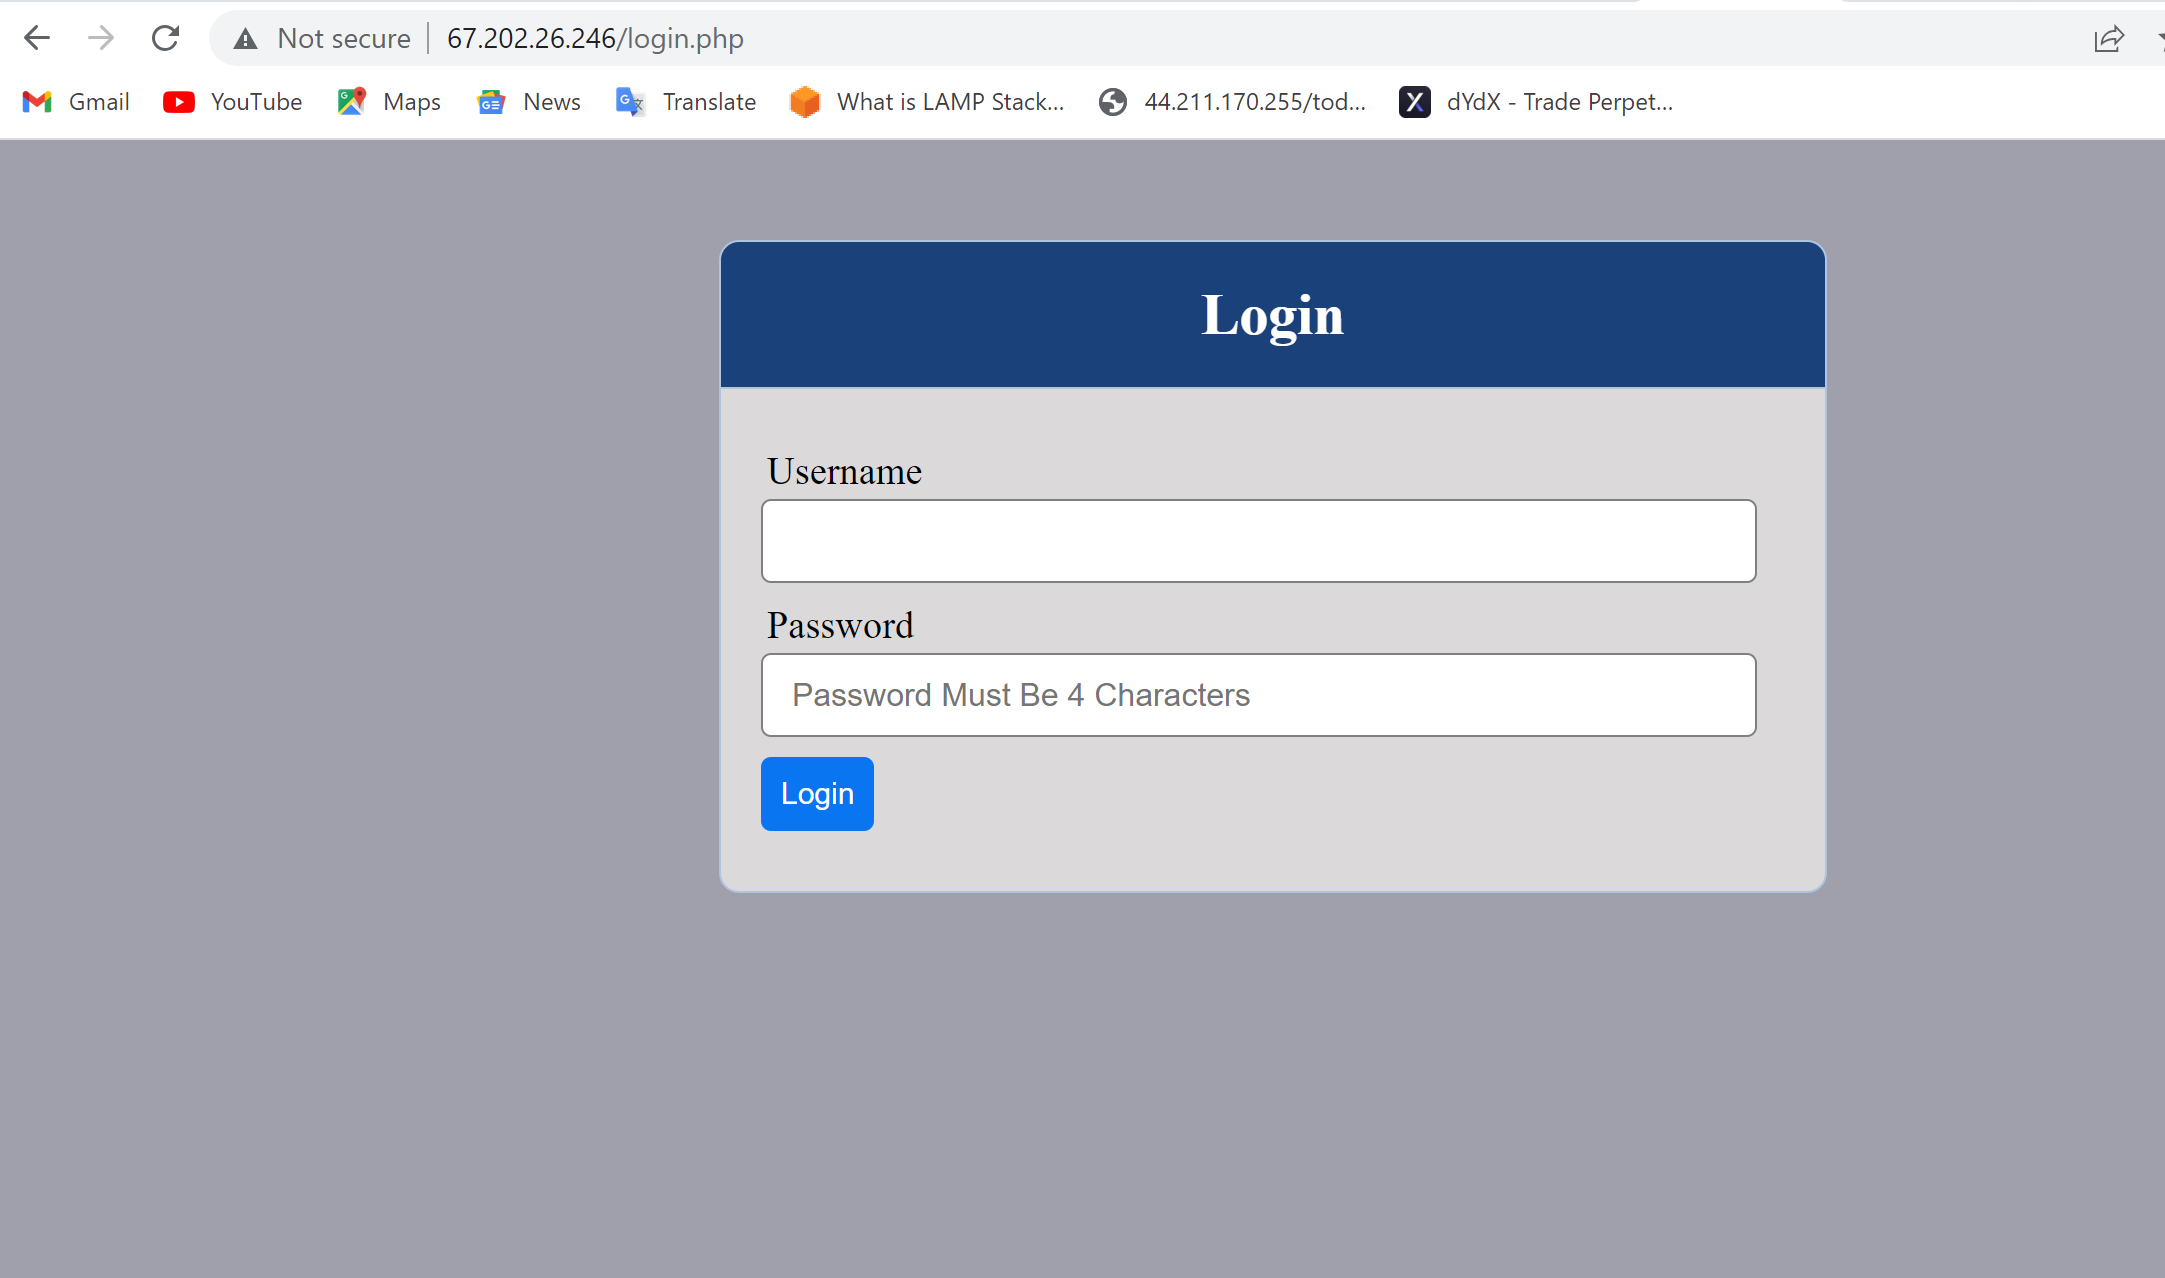 Not secure 67.202.26.246/login.php
Gmail YouTube Maps News Translate What is LAMP Stack... 44.211.170.255/tod... dYdX - Trade Perpet...
Login
Username
Password
Password Must Be 4 Characters
Login